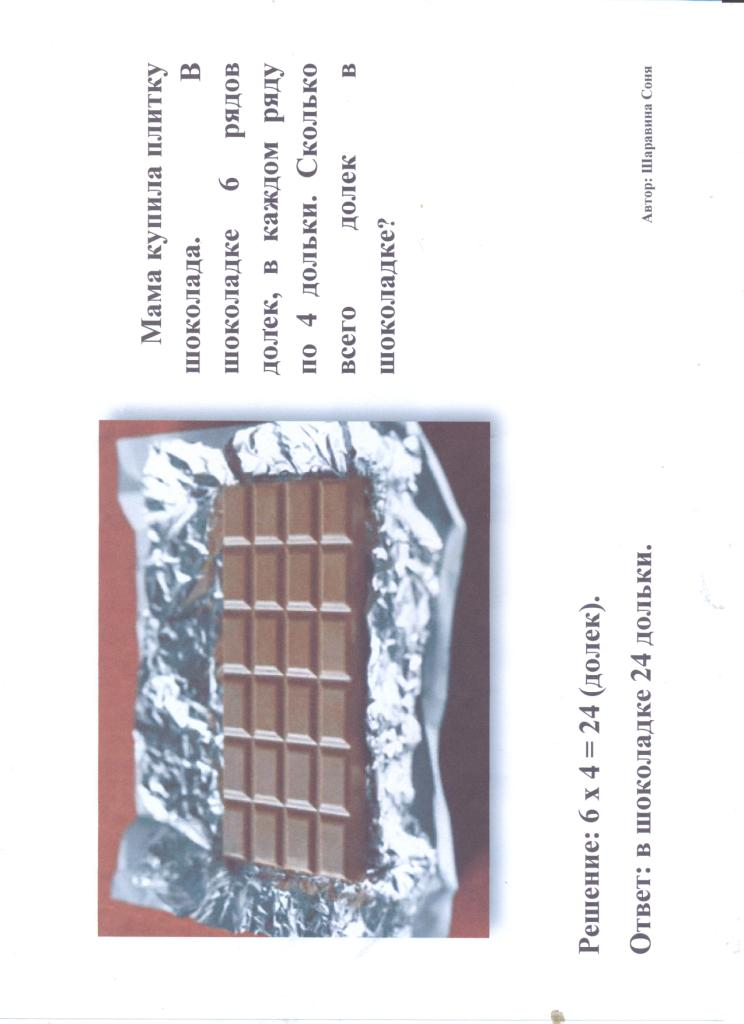 Мама купила плитку
шоколада. В
шоколадке 6 рядов
долек, в каждом ряду
по 4 дольки. Сколько
всего долек в
шоколадке?
Решение: 6 х 4 = 24 (долек).
Ответ: в шоколадке 24 дольки.
Автор: Шаравина Соня